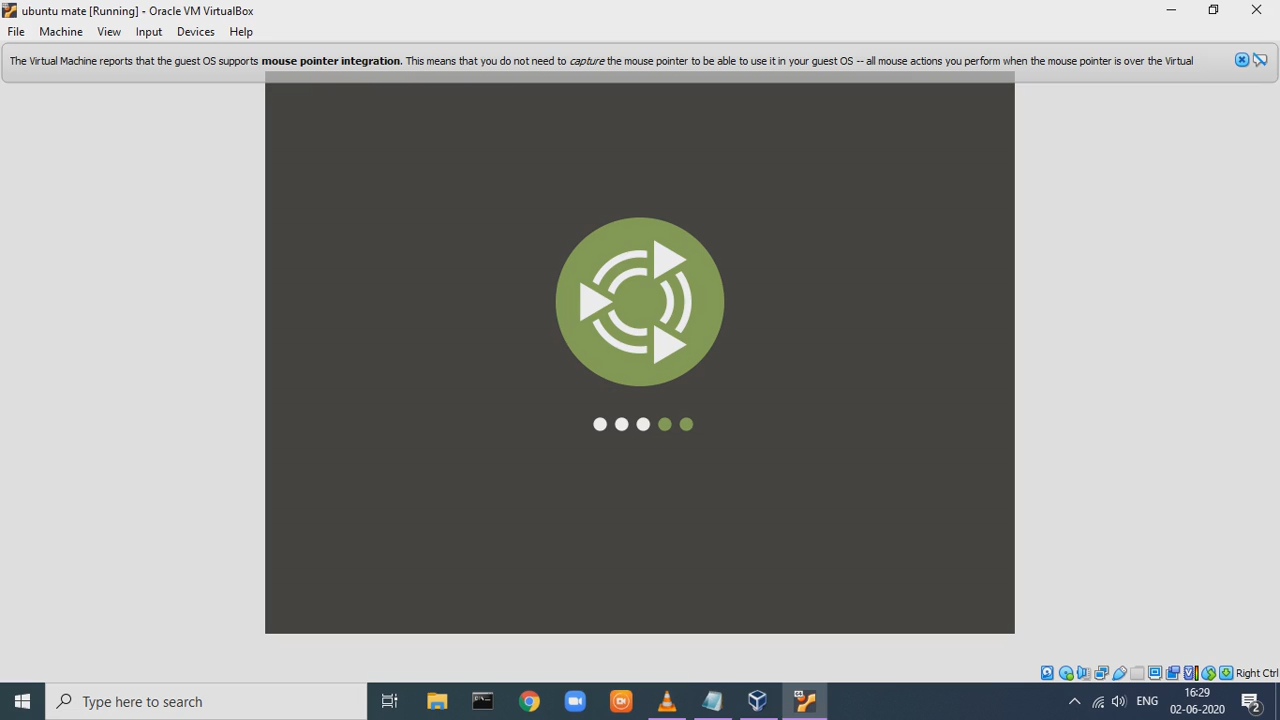 ubuntu mate [Running] - Oracle VM VirtualBox
File Machine View Input Devices Help
The Virtual Machine reports that the guest OS supports mouse pointer integration. This means that you do not need to capture the mouse pointer to be able to use it in your guest OS -- all mouse actions you perform when the mouse pointer is over the Virtual
Right Ctrl
Type here to search
ENG
16:29
02-06-2020
2